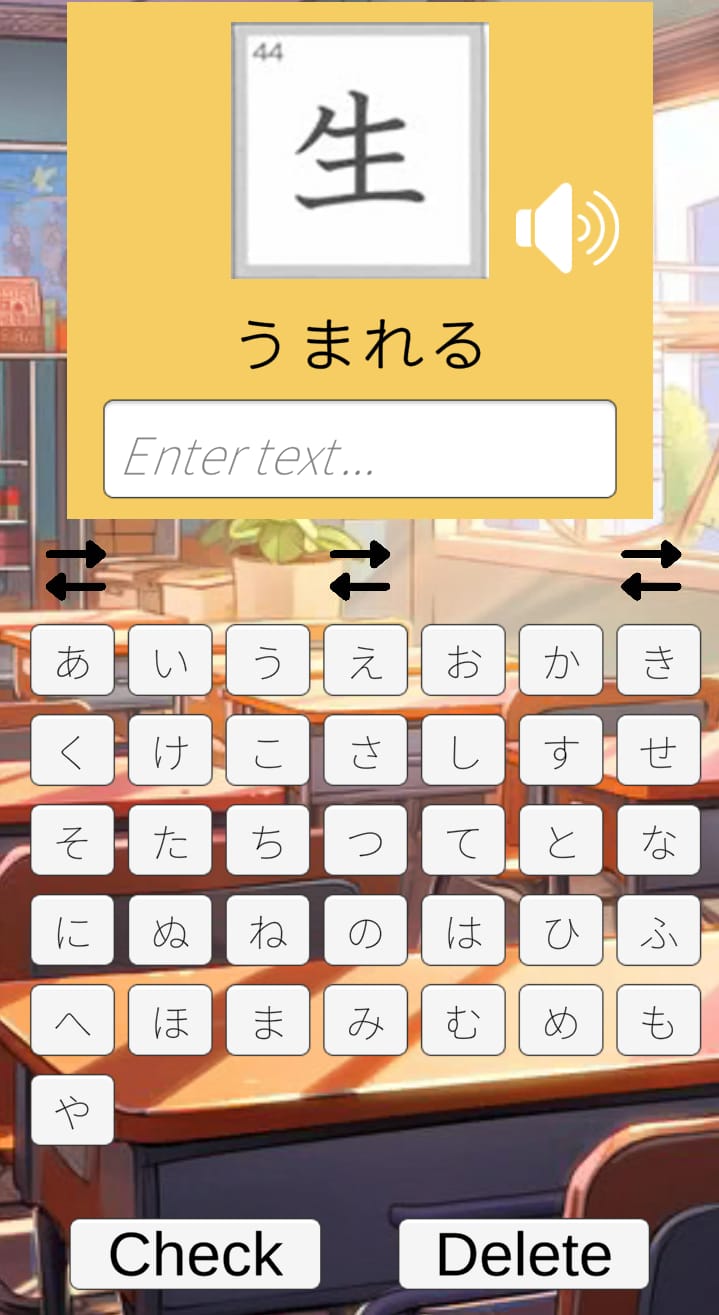 44
生
うまれる
Enter text...
あ い う え お か き
く け こ さ し す せ
そ た ち つ て と な
に ぬ ね の は ひ ふ
へ ほ ま み む め も
や
Check Delete